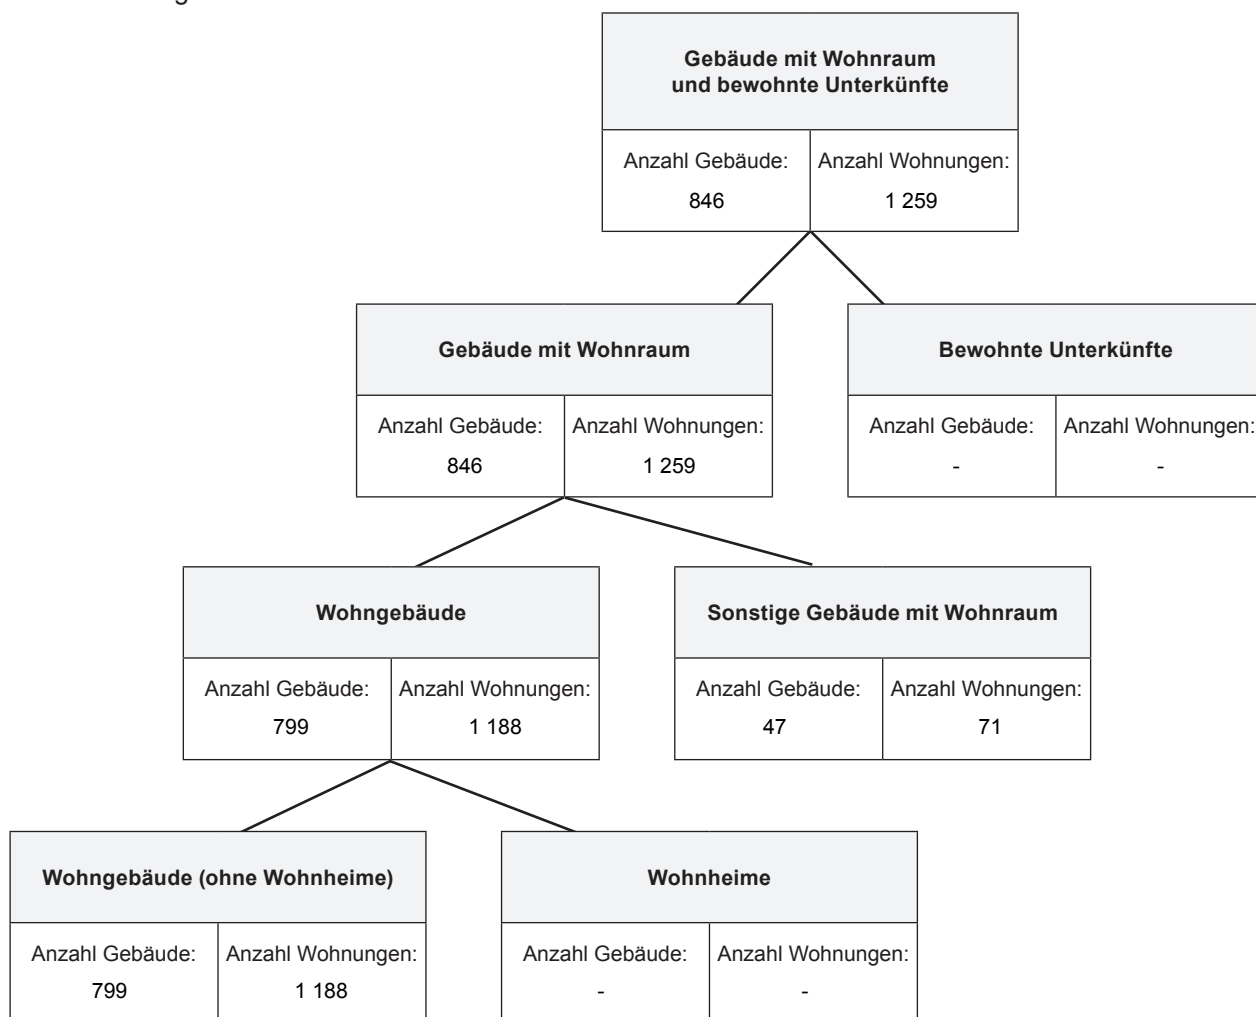 Gebäude mit Wohnraum
und bewohnte Unterkünfte
Anzahl Gebäude: Anzahl Wohnungen:
846 1 259
Gebäude mit Wohnraum Bewohnte Unterkünfte
Anzahl Gebäude: Anzahl Wohnungen: Anzahl Gebäude: Anzahl Wohnungen:
846 1 259 - -
Wohngebäude Sonstige Gebäude mit Wohnraum
Anzahl Gebäude: Anzahl Wohnungen: Anzahl Gebäude: Anzahl Wohnungen:
799 1 188 47 71
Wohngebäude (ohne Wohnheime) Wohnheime
Anzahl Gebäude: Anzahl Wohnungen: Anzahl Gebäude: Anzahl Wohnungen:
799 1 188 - -